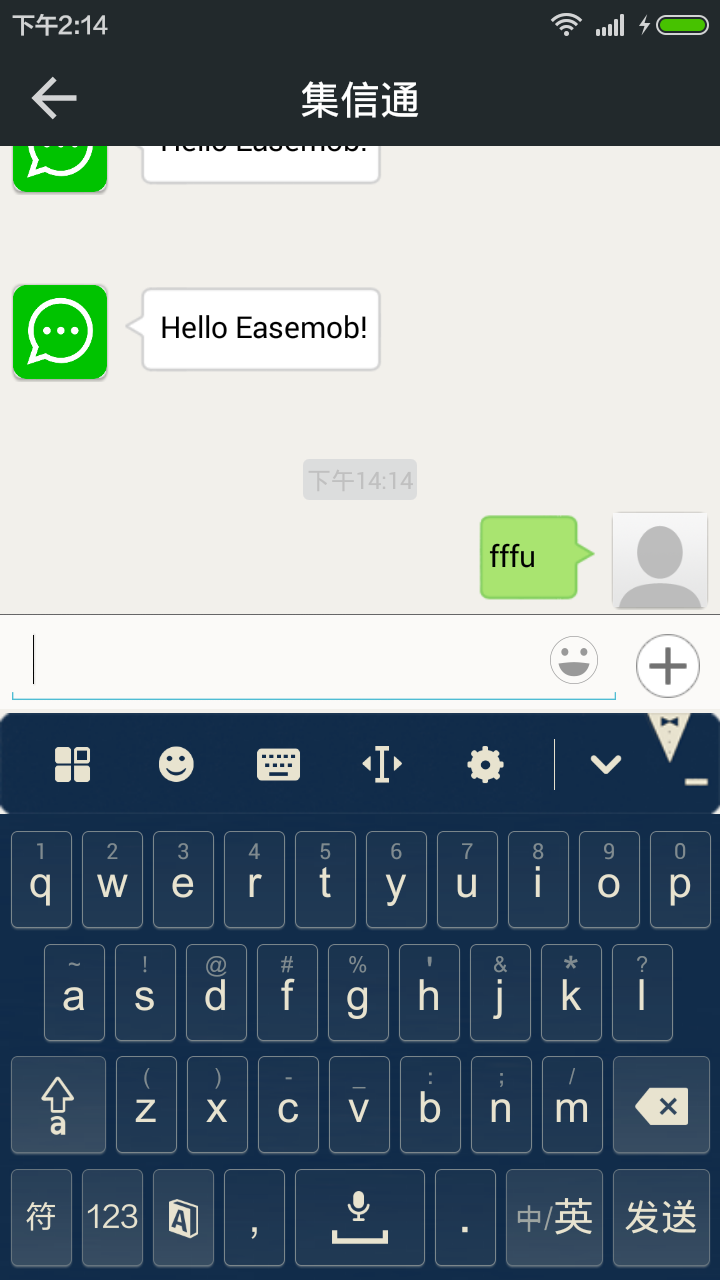 下午2:14
集信通
Hello Easemob!
Hello Easemob!
下午14:14
fffu
1 2 3 4 5 6 7 8 9 0
q w e r t y u i o p
~ ! @ # % ' & * ?
a s d f g h j k l
( ) - _ : ; /
a z x c v b n m
符 123 A , . 中/英 发送